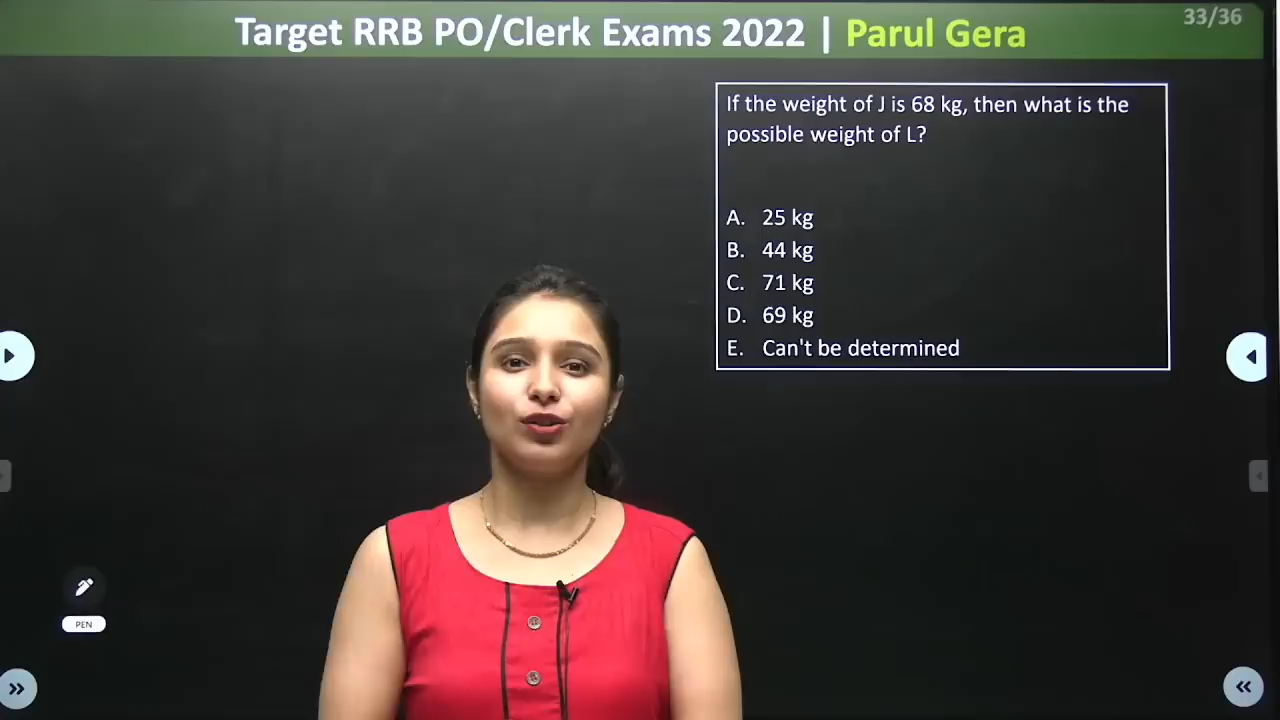 Target RRB PO/Clerk Exams 2022 | Parul Gera
33/36
If the weight of J is 68 kg, then what is the
possible weight of L?
A. 25 kg
B. 44 kg
C. 71 kg
D. 69 kg
E. Can't be determined
PEN